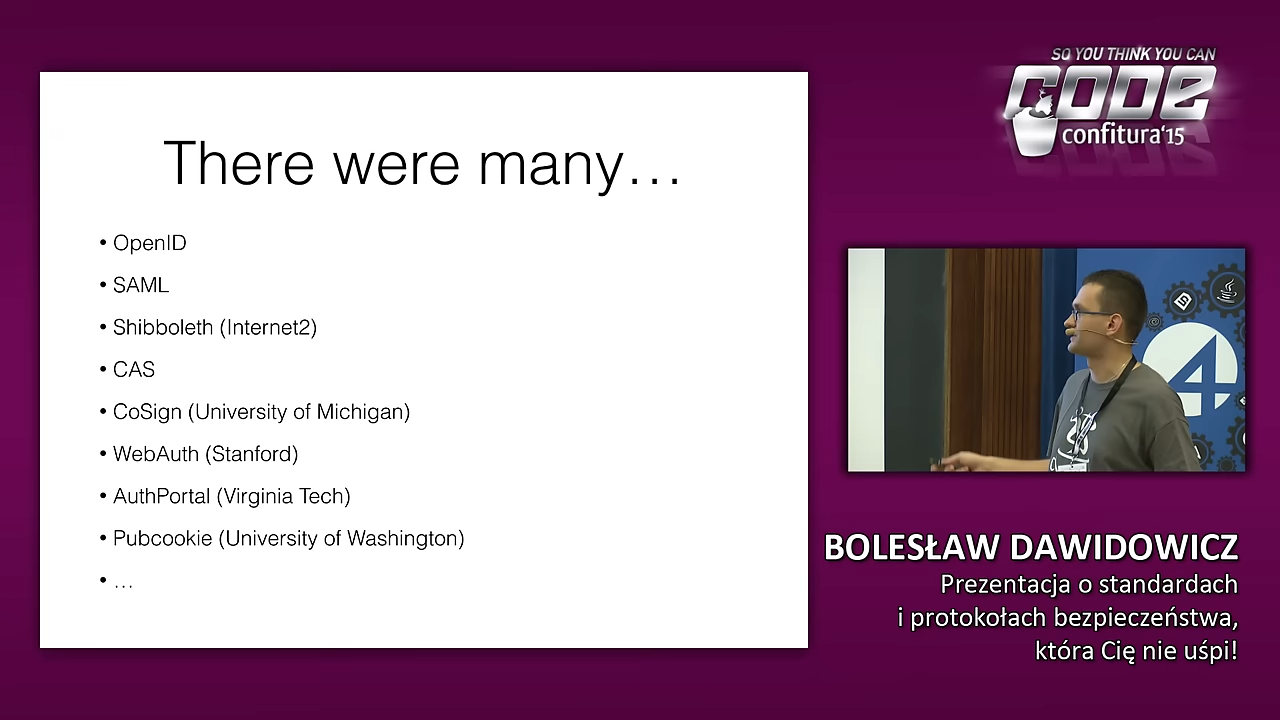 There were many…
• OpenID
• SAML
• Shibboleth (Internet2)
• CAS
• CoSign (University of Michigan)
• WebAuth (Stanford)
• AuthPortal (Virginia Tech)
• Pubcookie (University of Washington)
• …
SO YOU THINK YOU CAN
CODE
confitura‘15
4
BOLESŁAW DAWIDOWICZ
Prezentacja o standardach
i protokołach bezpieczeństwa,
która Cię nie uśpi!